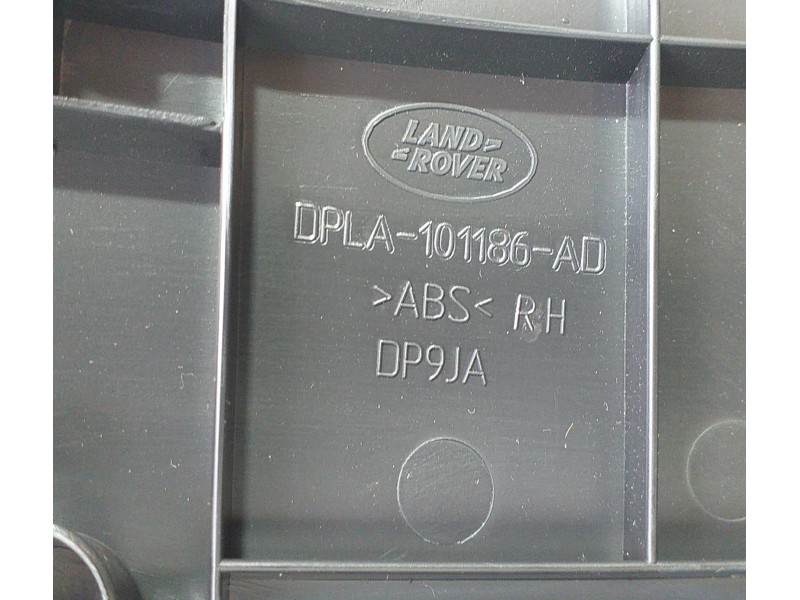 LAND
ROVER
DPLA-101186-AD
>ABS< RH
DP9JA